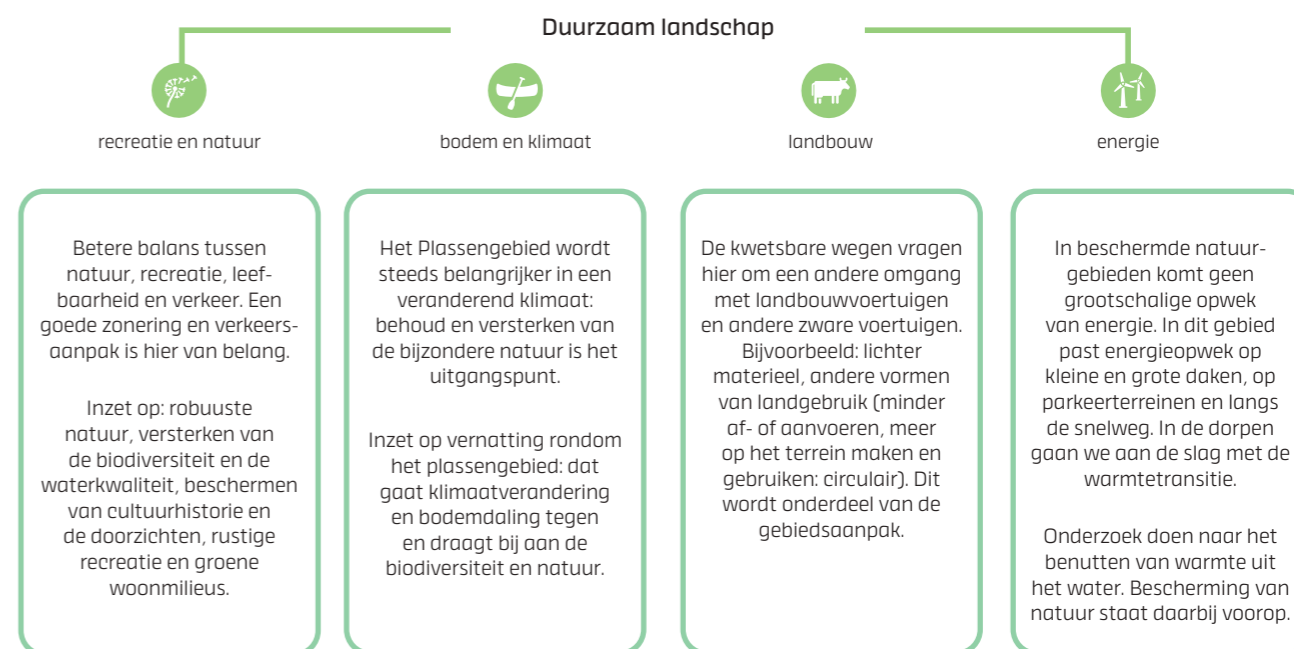 Duurzaam landschap
recreatie en natuur
Betere balans tussen
natuur, recreatie, leef-
baarheid en verkeer. Een
goede zonering en verkeers-
aanpak is hier van belang.
Inzet op: robuuste
natuur, versterken van
de biodiversiteit en de
waterkwaliteit, beschermen
van cultuurhistorie en
de doorzichten, rustige
recreatie en groene
woonmilieus.
bodem en klimaat
Het Plassengebied wordt
steeds belangrijker in een
veranderend klimaat:
behoud en versterken van
de bijzondere natuur is het
uitgangspunt.
Inzet op vernatting rondom
het plassengebied: dat
gaat klimaatverandering
en bodemdaling tegen
en draagt bij aan de
biodiversiteit en natuur.
landbouw
De kwetsbare wegen vragen
hier om een andere omgang
met landbouwvoertuigen
en andere zware voertuigen.
Bijvoorbeeld: lichter
materieel, andere vormen
van landgebruik (minder
af- of aanvoeren, meer
op het terrein maken en
gebruiken: circulair). Dit
wordt onderdeel van de
gebiedsaanpak.
energie
In beschermde natuur-
gebieden komt geen
grootschalige opwek
van energie. In dit gebied
past energieopwek op
kleine en grote daken, op
parkeerterreinen en langs
de snelweg. In de dorpen
gaan we aan de slag met de
warmtetransitie.
Onderzoek doen naar het
benutten van warmte uit
het water. Bescherming van
natuur staat daarbij voorop.